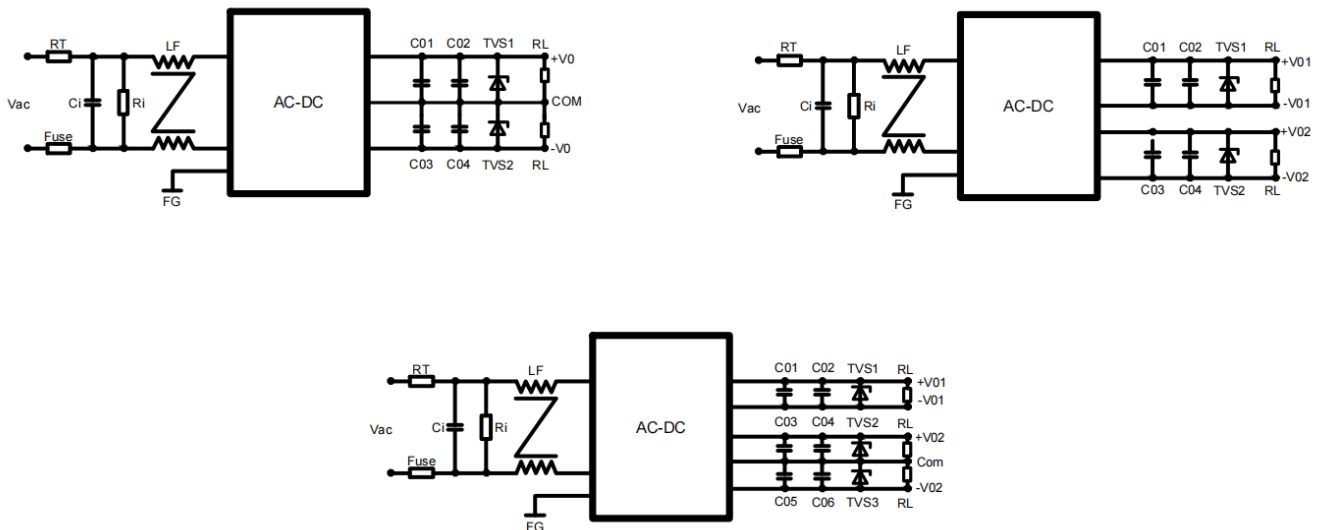 RT LF C01 C02 TVS1 RL
+V0
Vac Ci Ri AC-DC COM
Fuse -V0
C03 C04 TVS2 RL
FG
RT LF C01 C02 TVS1 RL
+V01
Vac Ci Ri AC-DC -V01
+V02
Fuse
-V02
C03 C04 TVS2 RL
FG
RT LF C01 C02 TVS1 RL
+V01
-V01
Vac Ci Ri AC-DC C03 C04 TVS2 RL
+V02
Fuse Com
-V02
C05 C06 TVS3 RL
FG